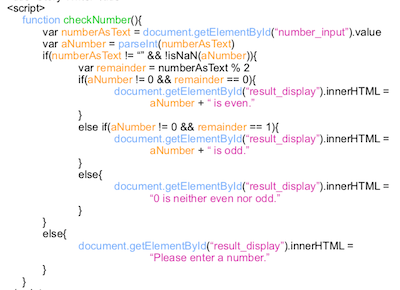 <script>
function checkNumber(){
var numberAsText = document.getElementById(“number_input”).value
var aNumber = parseInt(numberAsText)
if(numberAsText != “” && !isNaN(aNumber)){
var remainder = numberAsText % 2
if(aNumber != 0 && remainder == 0){
document.getElementById(“result_display”).innerHTML =
aNumber + “ is even.”
}
else if(aNumber != 0 && remainder == 1){
document.getElementById(“result_display”).innerHTML =
aNumber + “ is odd.”
}
else{
document.getElementById(“result_display”).innerHTML =
“0 is neither even nor odd.”
}
}
else{
document.getElementById(“result_display”).innerHTML =
“Please enter a number.”
}
}